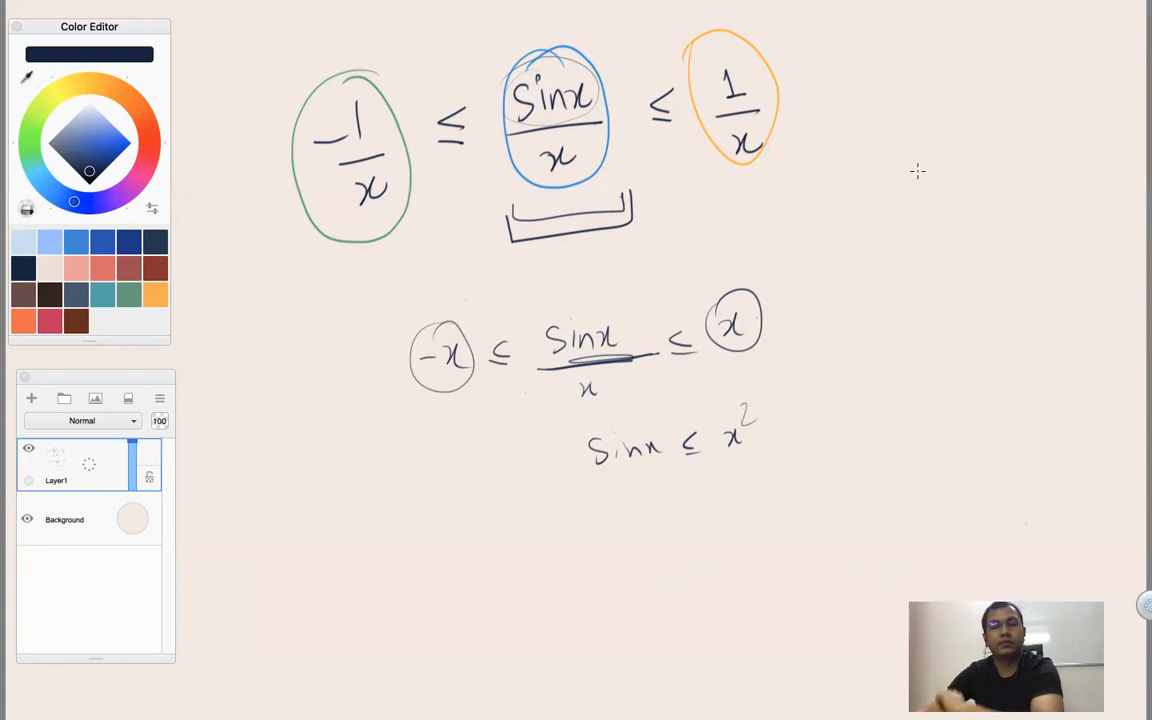 Color Editor
-1/x ≤ sinx/x ≤ 1/x
-x ≤ sinx/x ≤ x
sinx ≤ x²
Normal
100
Layer1
Background